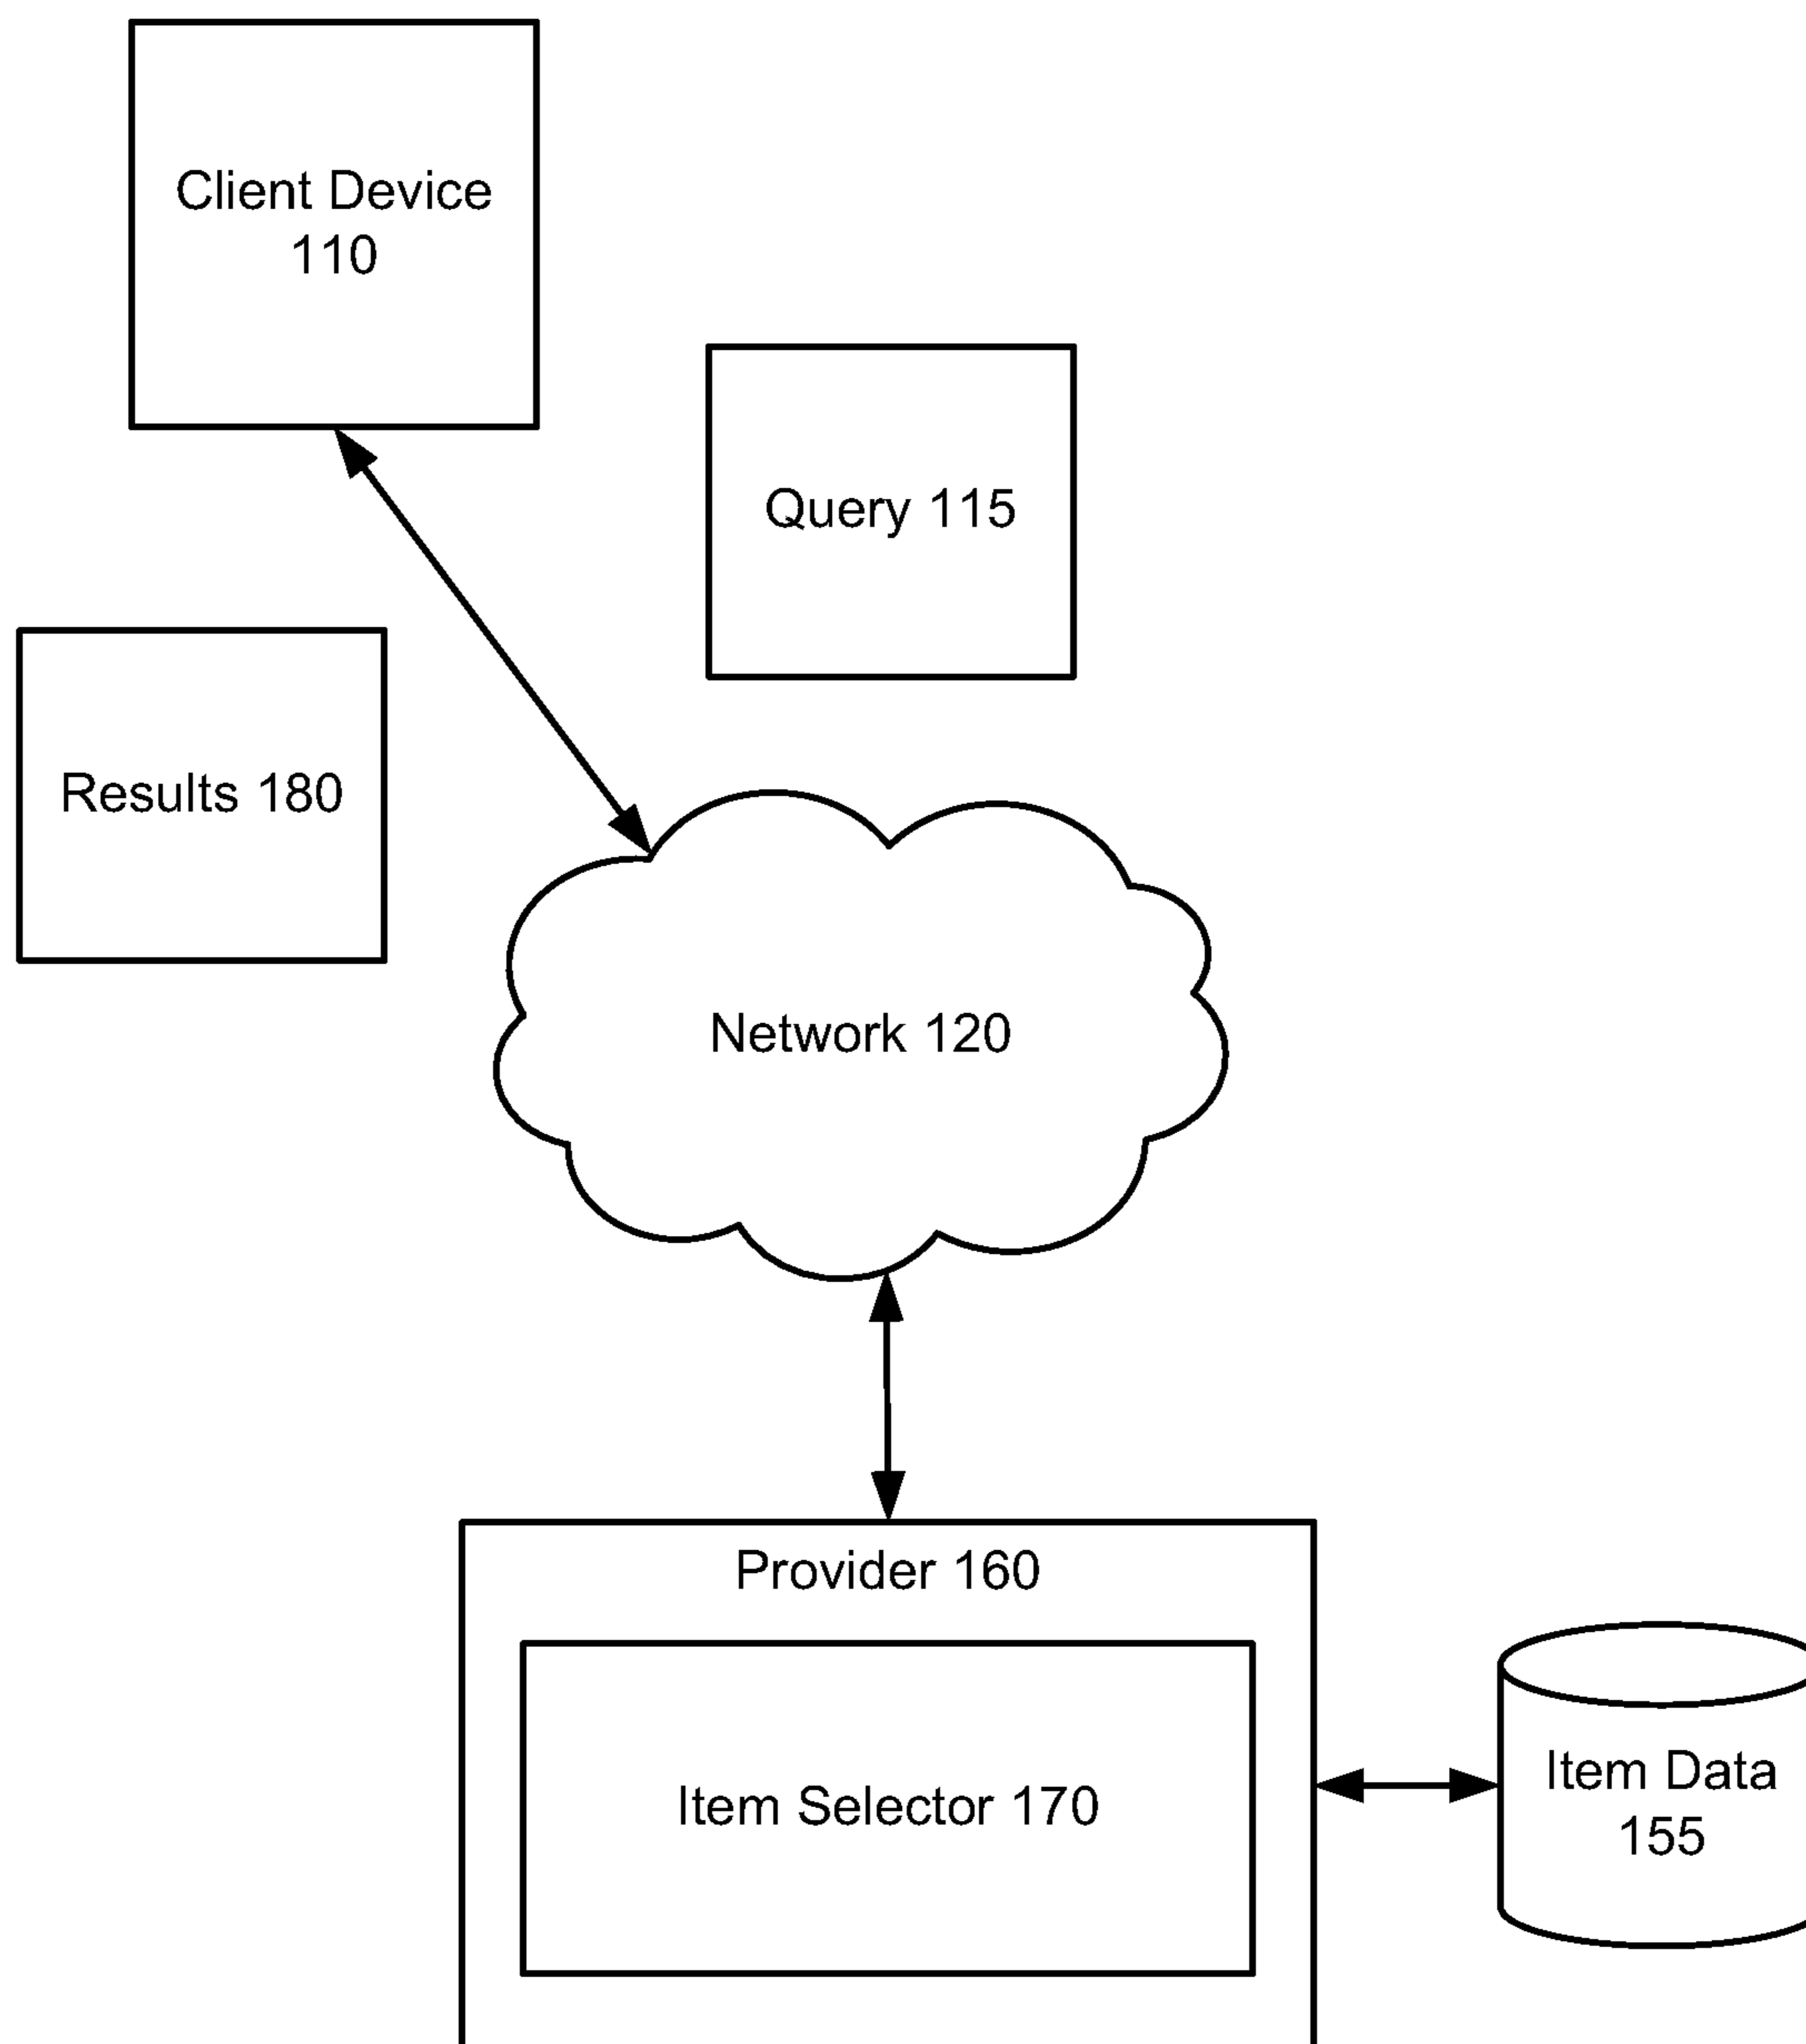 Client Device
110
Query 115
Results 180
Network 120
Provider 160
Item Selector 170
Item Data
155